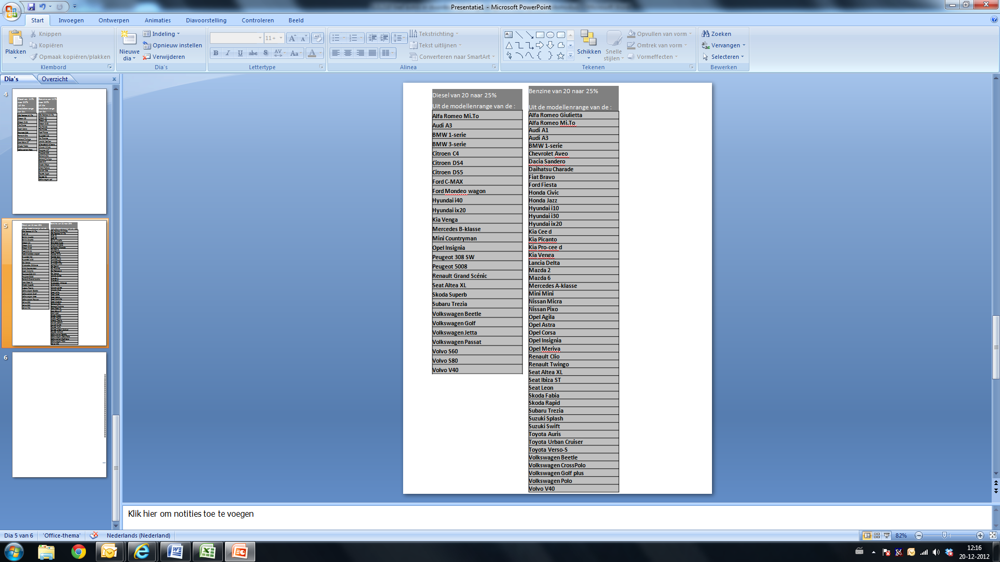 Presentatie1 - Microsoft PowerPoint
Start
Invoegen
Ontwerpen
Animaties
Diavoorstelling
Controleren
Beeld
Plakken
Knippen
Kopiëren
Opmaak kopiëren/plakken
Klembord
Nieuwe dia
Indeling
Opnieuw instellen
Verwijderen
Dia's
11+
B I U abc S AV Aa A
Lettertype
Tekstrichting
Tekst uitlijnen
Converteren naar SmartArt
Alinea
Schikken
Snelle stijlen
Opvullen van vorm
Omtrek van vorm
Vormeffecten
Tekenen
Zoeken
Vervangen
Selecteren
Bewerken
Dia's
Overzicht
4
5
6
Diesel van 20 naar 25%
Uit de modellenrange van de :
Alfa Romeo Mi.To
Audi A3
BMW 1-serie
BMW 3-serie
Citroen C4
Citroen DS4
Citroen DS5
Ford C-MAX
Ford Mondeo wagon
Hyundai i40
Hyundai ix20
Kia Venga
Mercedes B-klasse
Mini Countryman
Opel Insignia
Peugeot 308 SW
Peugeot 5008
Renault Grand Scénic
Seat Altea XL
Skoda Superb
Subaru Trezia
Volkswagen Beetle
Volkswagen Golf
Volkswagen Jetta
Volkswagen Passat
Volvo S60
Volvo S80
Volvo V40
Benzine van 20 naar 25%
Uit de modellenrange van de :
Alfa Romeo Giulietta
Alfa Romeo Mi.To
Audi A1
Audi A3
BMW 1-serie
Chevrolet Aveo
Dacia Sandero
Daihatsu Charade
Fiat Bravo
Ford Fiesta
Honda Civic
Honda Jazz
Hyundai i10
Hyundai i30
Hyundai ix20
Kia Cee d
Kia Picanto
Kia Pro-cee d
Kia Venga
Lancia Delta
Mazda 2
Mazda 6
Mercedes A-klasse
Mini Mini
Nissan Micra
Nissan Pixo
Opel Agila
Opel Astra
Opel Corsa
Opel Insignia
Opel Meriva
Renault Clio
Renault Twingo
Seat Altea XL
Seat Ibiza ST
Seat Leon
Skoda Fabia
Skoda Rapid
Subaru Trezia
Suzuki Splash
Suzuki Swift
Toyota Auris
Toyota Urban Cruiser
Toyota Verso-S
Volkswagen Beetle
Volkswagen CrossPolo
Volkswagen Golf plus
Volkswagen Polo
Volvo V40
Klik hier om notities toe te voegen
Dia 5 van 6
'Office-thema'
Nederlands (Nederland)
82%
12:16
20-12-2012